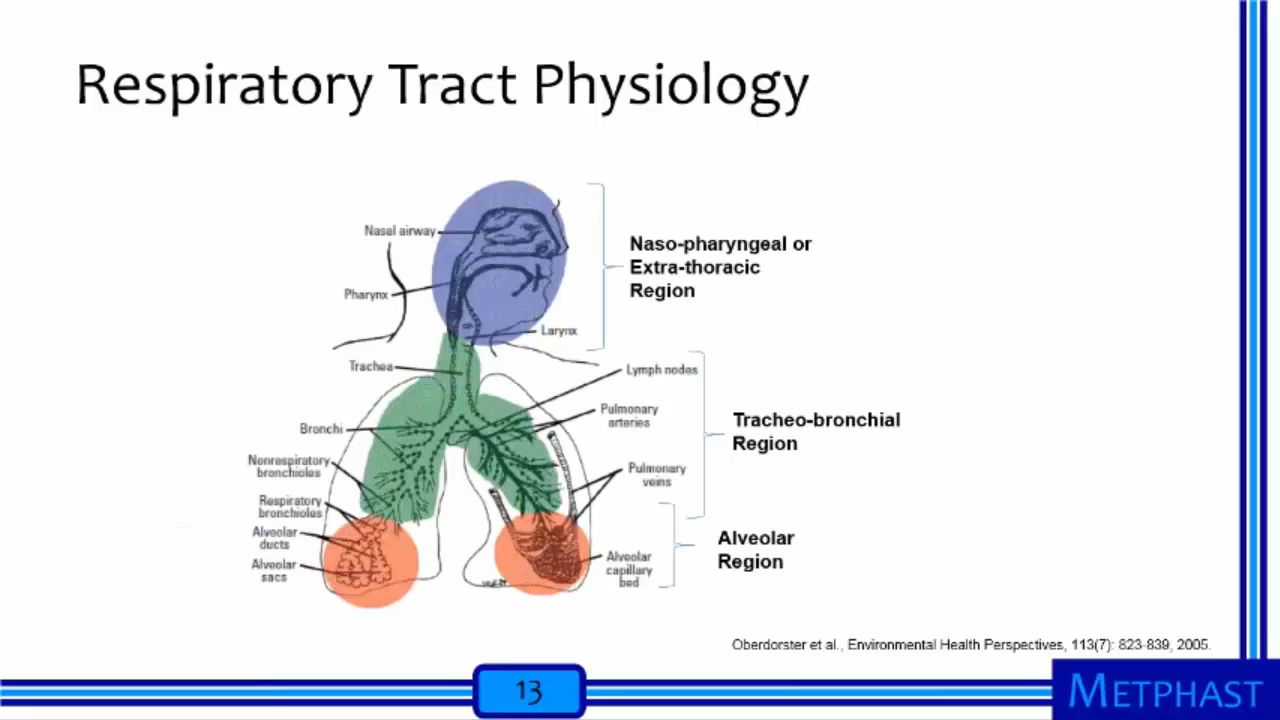 Respiratory Tract Physiology
Nasal airway
Pharynx
Larynx
Naso-pharyngeal or
Extra-thoracic
Region
Trachea
Bronchi
Nonrespiratory
bronchioles
Respiratory
bronchioles
Alveolar
ducts
Alveolar
sacs
Lymph nodes
Pulmonary
arteries
Pulmonary
veins
Alveolar
capillary
bed
Tracheo-bronchial
Region
Alveolar
Region
Oberdorster et al., Environmental Health Perspectives, 113(7): 823-839, 2005.
13
METPHAST